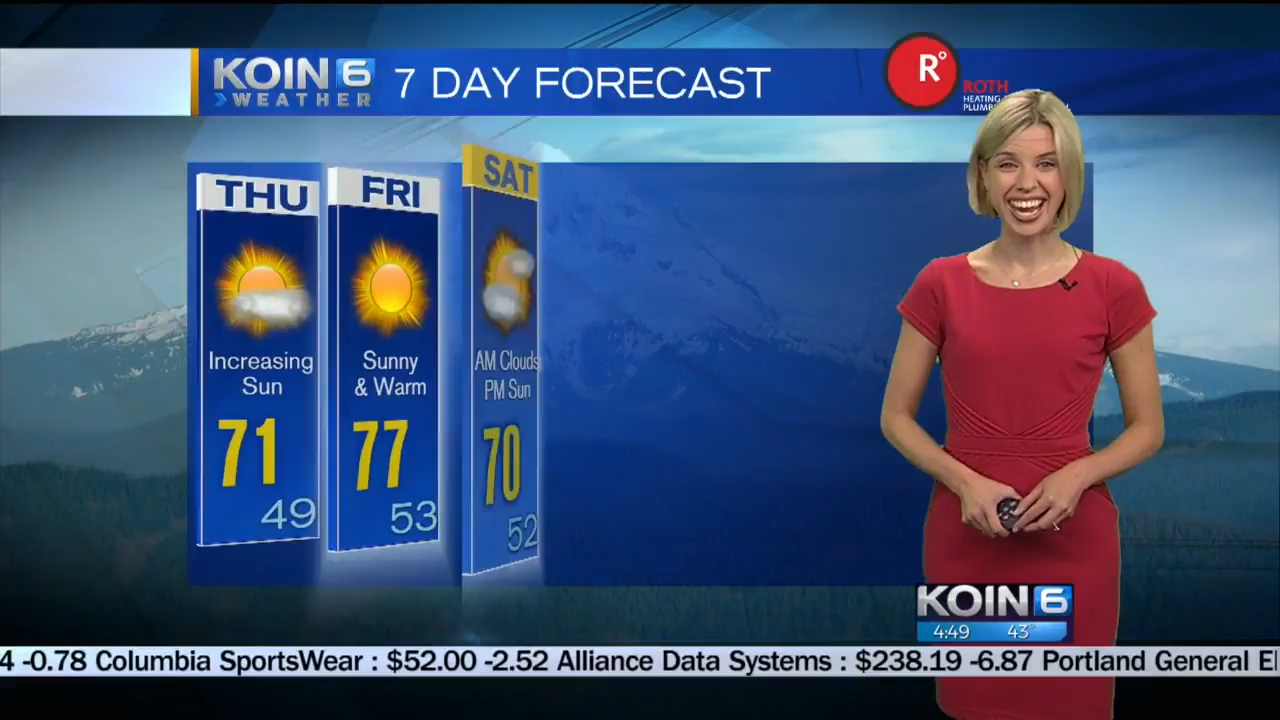 KOIN 6
WEATHER
7 DAY FORECAST
R°
ROTH
HEATING
THU
Increasing
Sun
71
49
FRI
Sunny
& Warm
77
53
SAT
AM Clouds
PM Sun
70
52
KOIN 6
4:49 43°
4 -0.78 Columbia SportsWear : $52.00 -2.52 Alliance Data Systems : $238.19 -6.87 Portland General